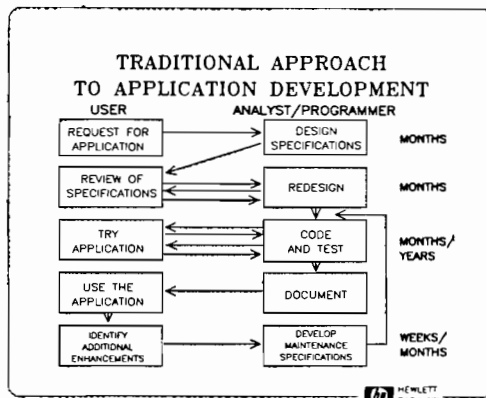 TRADITIONAL APPROACH
TO APPLICATION DEVELOPMENT
USER
ANALYST/PROGRAMMER
REQUEST FOR
APPLICATION
DESIGN
SPECIFICATIONS
MONTHS
REVIEW OF
SPECIFICATIONS
REDESIGN
MONTHS
TRY
APPLICATION
CODE
AND TEST
MONTHS/
YEARS
USE THE
APPLICATION
DOCUMENT
IDENTIFY
ADDITIONAL
ENHANCEMENTS
DEVELOP
MAINTENANCE
SPECIFICATIONS
WEEKS/
MONTHS
hp HEWLETT